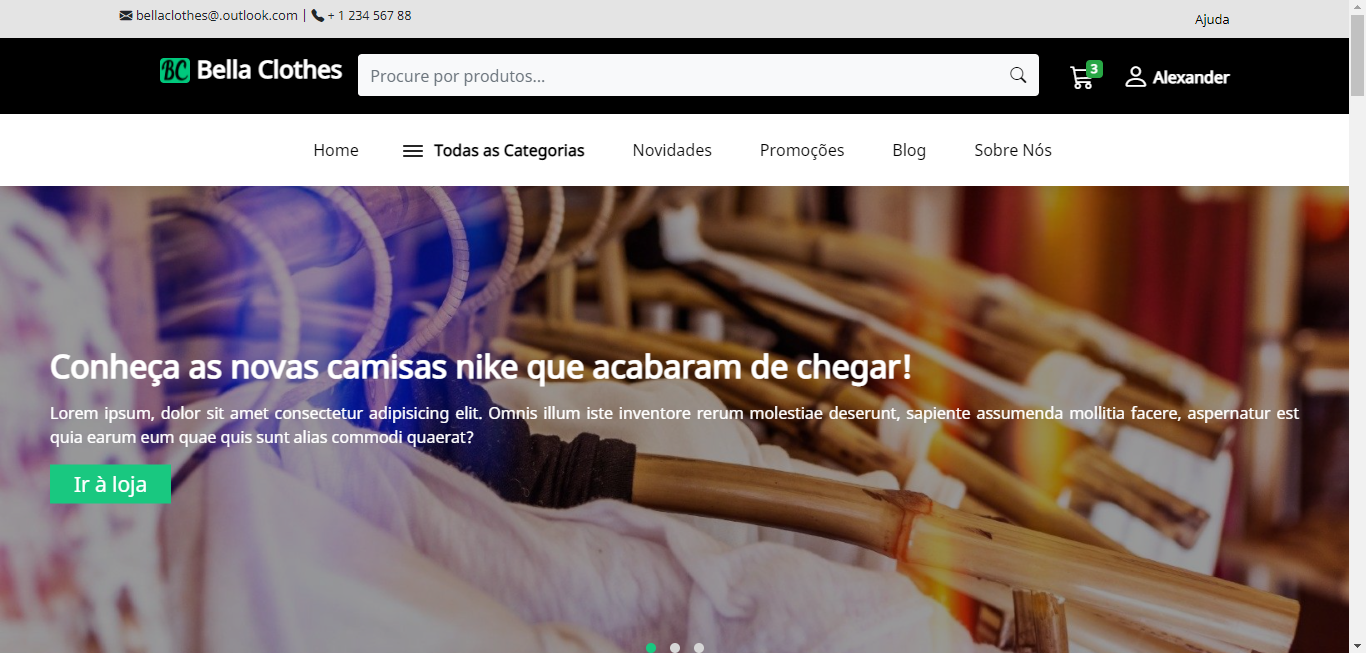 bellaclothes@.outlook.com | + 1 234 567 88
Ajuda
BC Bella Clothes
Procure por produtos...
3
Alexander
Home
Todas as Categorias
Novidades
Promoções
Blog
Sobre Nós
Conheça as novas camisas nike que acabaram de chegar!
Lorem ipsum, dolor sit amet consectetur adipisicing elit. Omnis illum iste inventore rerum molestiae deserunt, sapiente assumenda mollitia facere, aspernatur est
quia earum eum quae quis sunt alias commodi quaerat?
Ir à loja